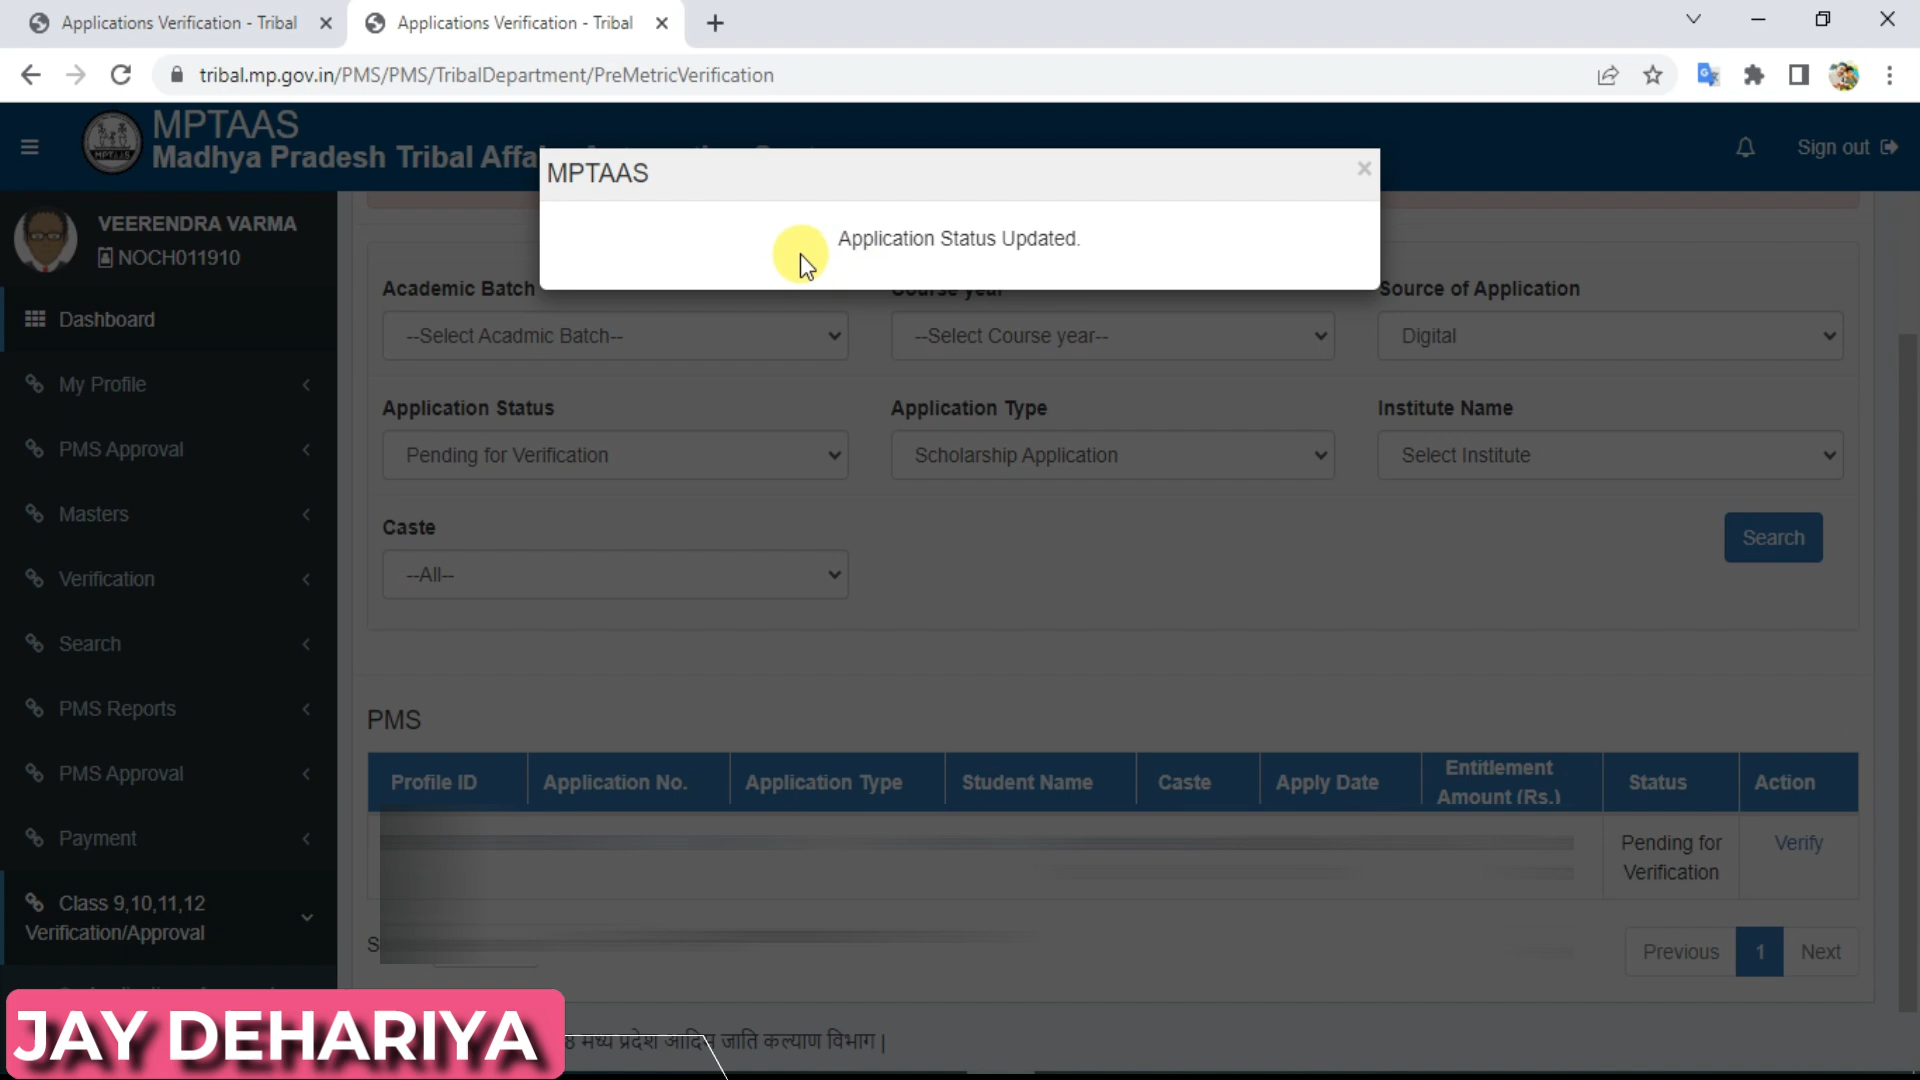 Applications Verification - Tribal
Applications Verification - Tribal
tribal.mp.gov.in/PMS/PMS/TribalDepartment/PreMetricVerification
MPTAAS
Madhya Pradesh Tribal Affa
Sign out
MPTAAS
Application Status Updated.
VEERENDRA VARMA
NOCH011910
Dashboard
My Profile
PMS Approval
Masters
Verification
Search
PMS Reports
PMS Approval
Payment
Class 9,10,11,12
Verification/Approval
Academic Batch
Course year
Source of Application
--Select Acadmic Batch--
--Select Course year--
Digital
Application Status
Application Type
Institute Name
Pending for Verification
Scholarship Application
Select Institute
Caste
--All--
Search
PMS
Profile ID
Application No.
Application Type
Student Name
Caste
Apply Date
Entitlement
Amount (Rs.)
Status
Action
Pending for
Verification
Verify
S
Previous
1
Next
JAY DEHARIYA
8 मध्य प्रदेश आदिम जाति कल्याण विभाग |